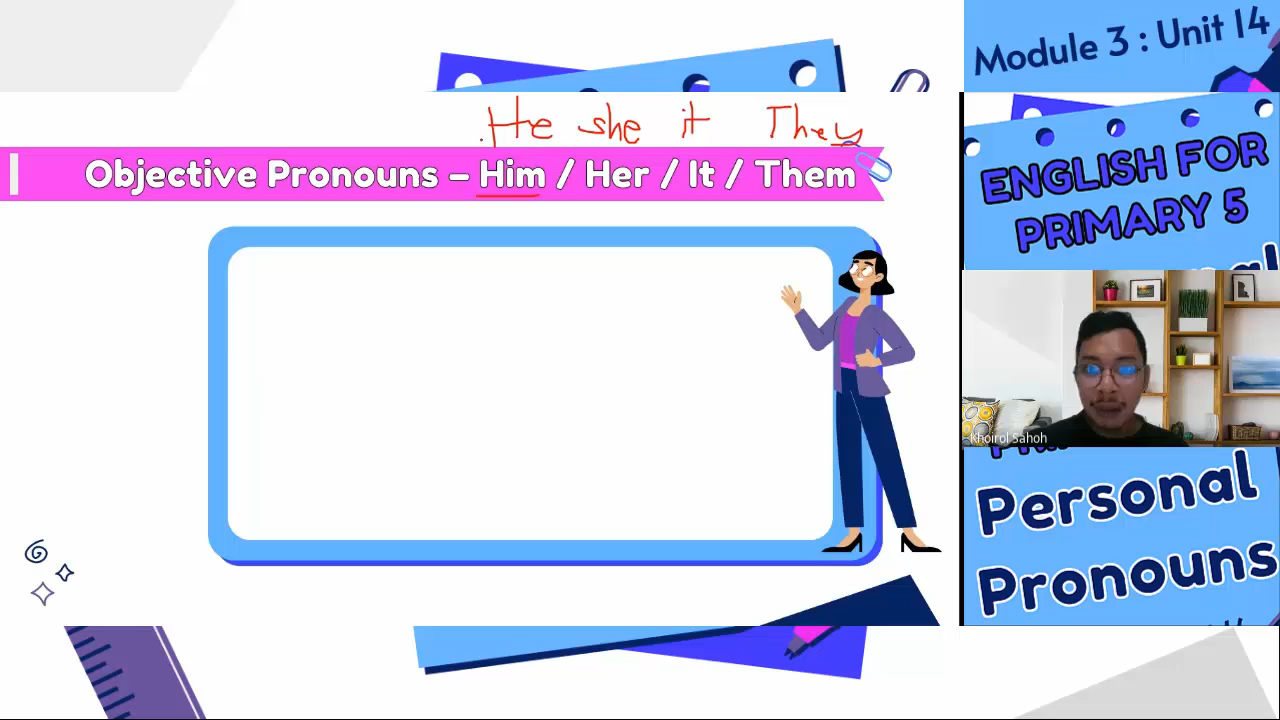 Module 3 : Unit 14
He she it They
Objective Pronouns – Him / Her / It / Them
ENGLISH FOR
PRIMARY 5
Khoirol Sahoh
Personal
Pronouns